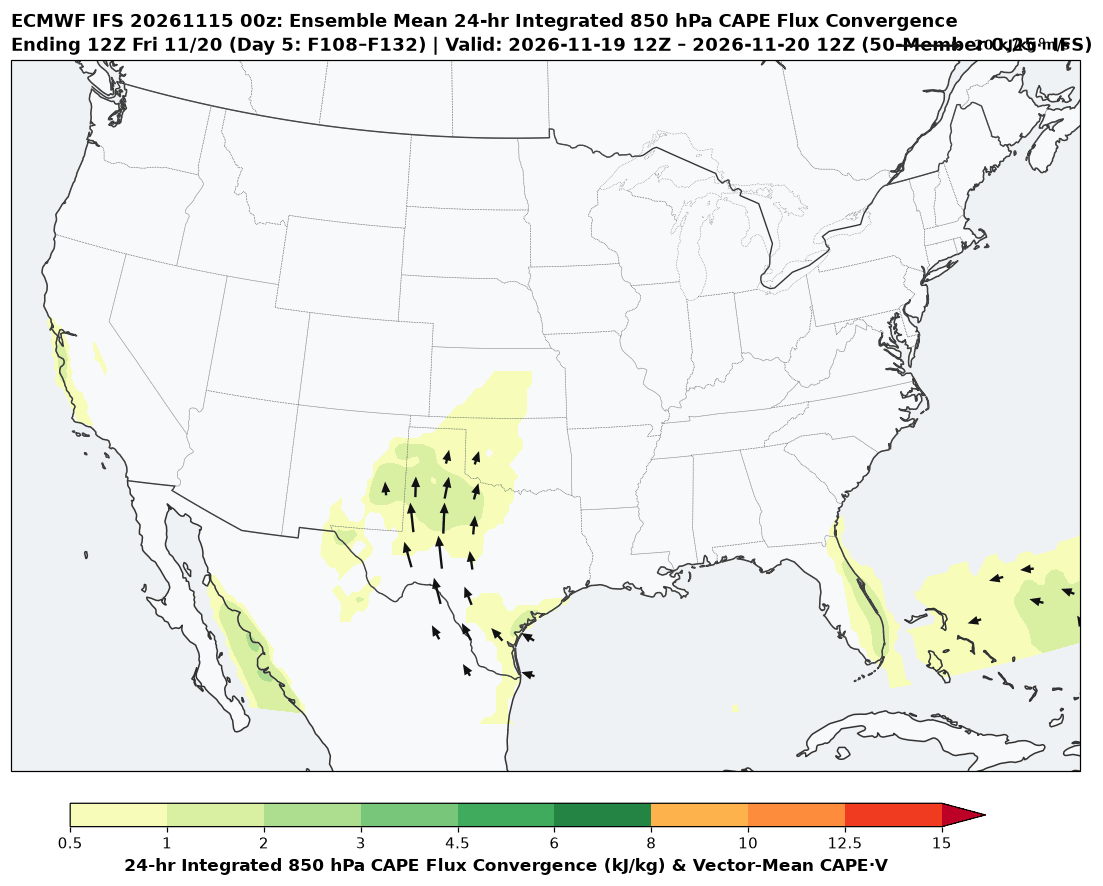 ECMWF IFS 20261115 00z: Ensemble Mean 24-hr Integrated 850 hPa CAPE Flux Convergence
Ending 12Z Fri 11/20 (Day 5: F108–F132) | Valid: 2026-11-19 12Z – 2026-11-20 12Z (50-Member 0.25° IFS)
0.5 1 2 3 4.5 6 8 10 12.5 15
24-hr Integrated 850 hPa CAPE Flux Convergence (kJ/kg) & Vector-Mean CAPE·V